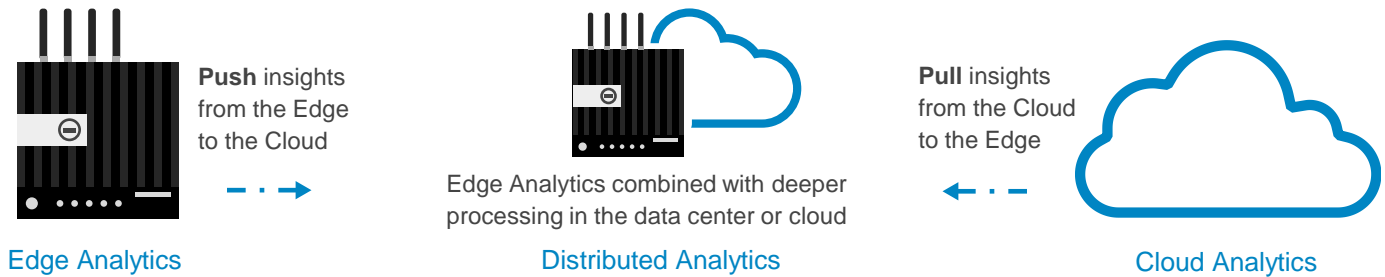 Push insights
from the Edge
to the Cloud
Edge Analytics
Edge Analytics combined with deeper
processing in the data center or cloud
Distributed Analytics
Pull insights
from the Cloud
to the Edge
Cloud Analytics